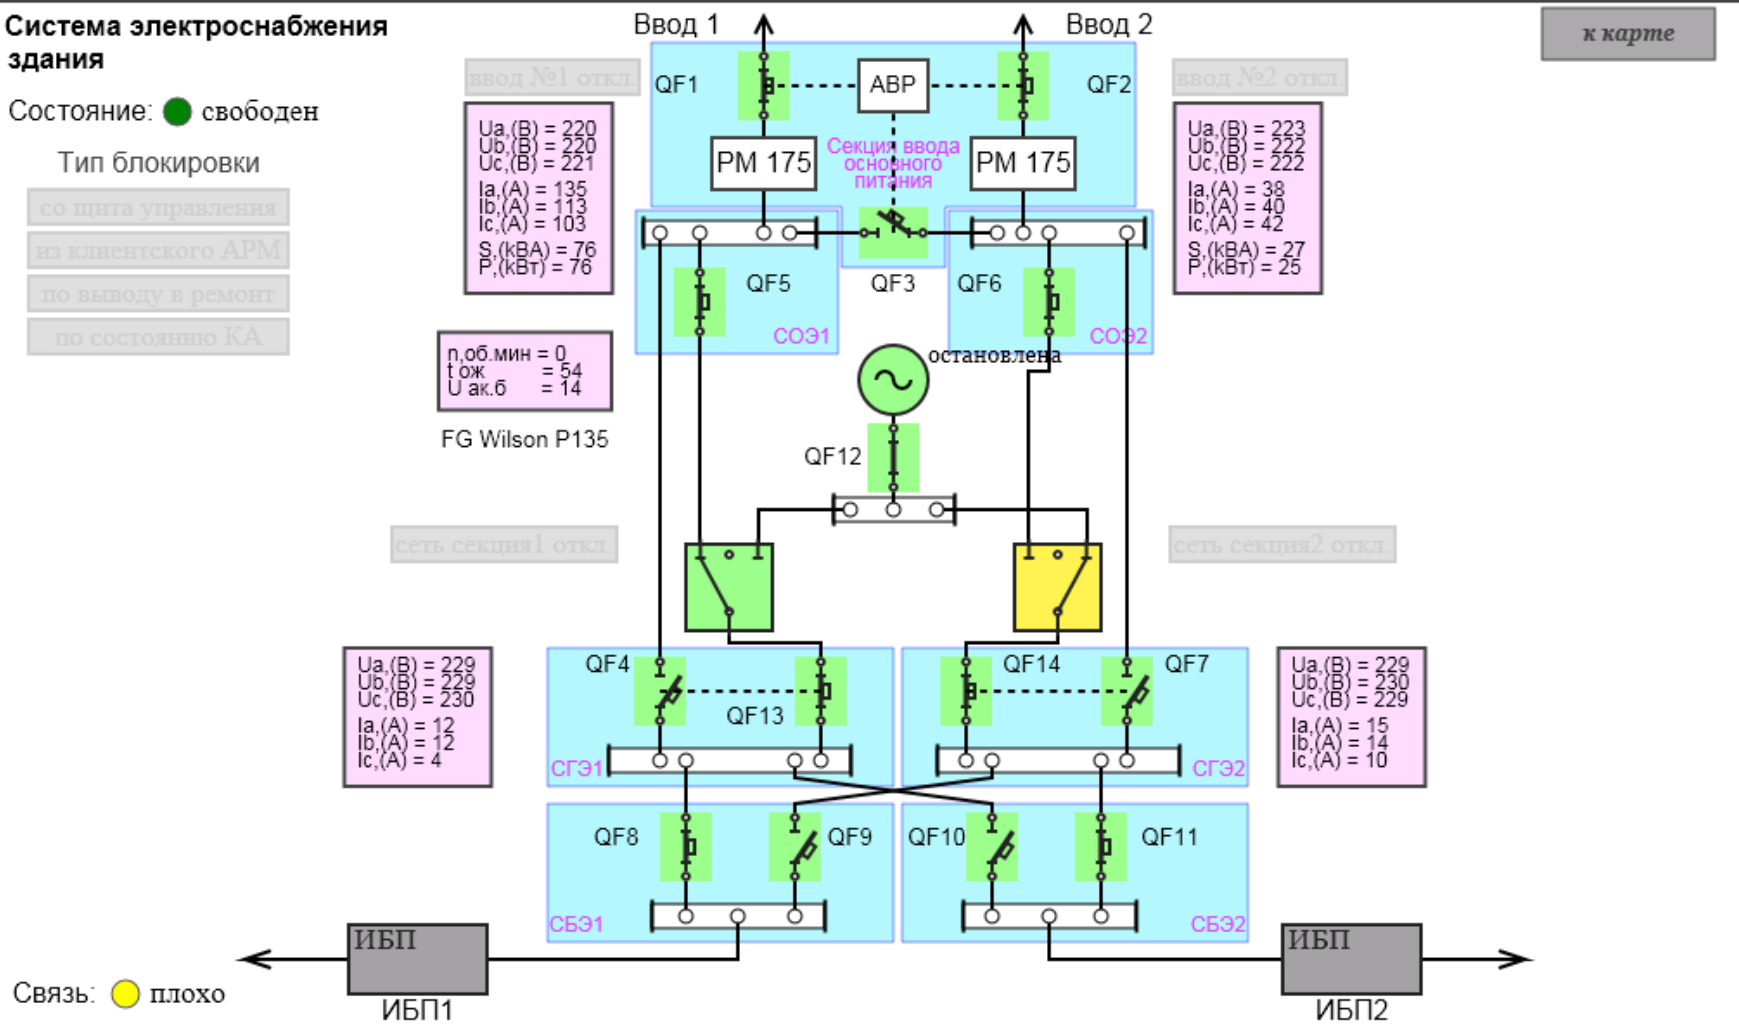 Система электроснабжения
здания
Состояние: свободен
Тип блокировки
со щита управления
из клиентского АРМ
по выводу в ремонт
по состоянию КА
Ввод 1
Ввод 2
к карте
ввод №1 откл.
QF1
АВР
QF2
ввод №2 откл.
Ua,(В) = 220
Ub,(В) = 220
Uc,(В) = 221
Ia,(А) = 135
Ib,(А) = 113
Ic,(А) = 103
S,(kВА) = 76
P,(kВт) = 76
РМ 175
Секция ввода
основного
питания
РМ 175
Ua,(В) = 223
Ub,(В) = 222
Uc,(В) = 222
Ia,(А) = 38
Ib,(А) = 40
Ic,(А) = 42
S,(kВА) = 27
P,(kВт) = 25
QF5
QF3
QF6
СОЭ1
СОЭ2
n,об.мин = 0
t ож = 54
U ак.б = 14
FG Wilson P135
остановлена
QF12
сеть секция1 откл.
сеть секция2 откл.
Ua,(В) = 229
Ub,(В) = 229
Uc,(В) = 230
Ia,(А) = 12
Ib,(А) = 12
Ic,(А) = 4
QF4
QF13
QF14
QF7
Ua,(В) = 229
Ub,(В) = 230
Uc,(В) = 229
Ia,(А) = 15
Ib,(А) = 14
Ic,(А) = 10
СГЭ1
СГЭ2
QF8
QF9
QF10
QF11
СБЭ1
СБЭ2
ИБП
ИБП
ИБП1
ИБП2
Связь: плохо